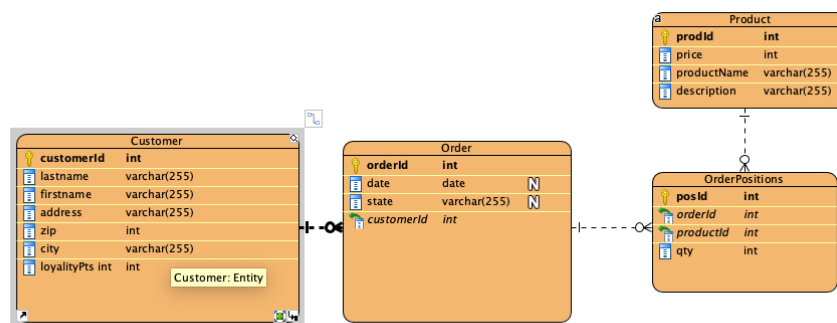 a Product
prodId int
price int
productName varchar(255)
description varchar(255)
Customer
customerId int
lastname varchar(255)
firstname varchar(255)
address varchar(255)
zip int
city varchar(255)
loyalityPts int int
Customer: Entity
Order
orderId int
date date N
state varchar(255) N
customerId int
OrderPositions
posId int
orderId int
productId int
qty int